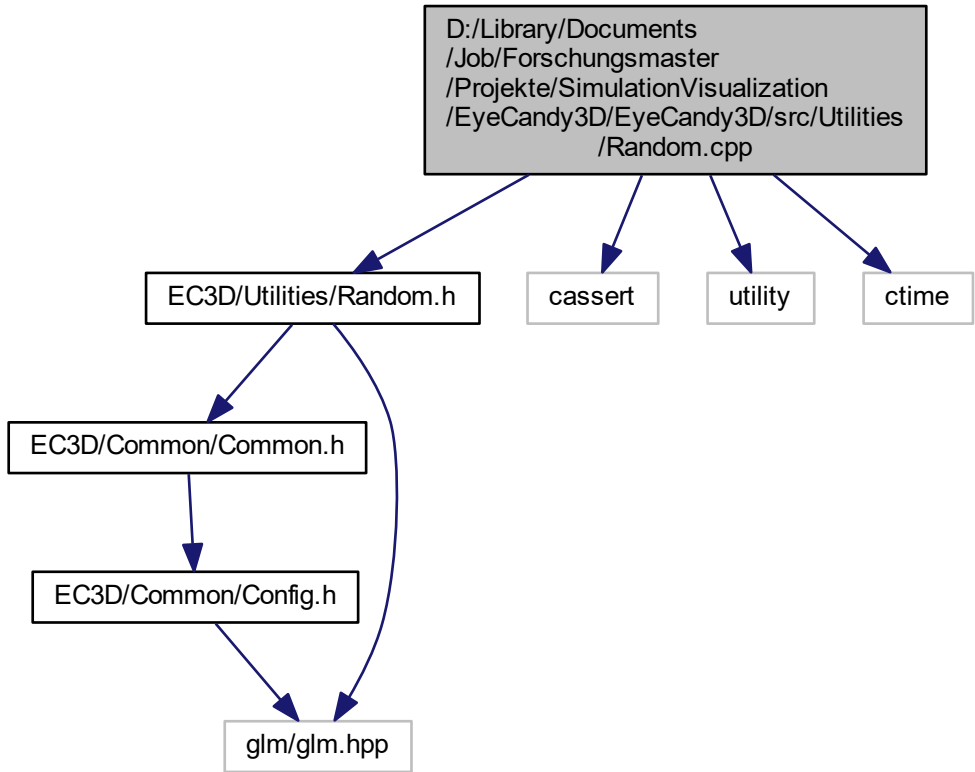 D:/Library/Documents
/Job/Forschungsmaster
/Projekte/SimulationVisualization
/EyeCandy3D/EyeCandy3D/src/Utilities
/Random.cpp
EC3D/Utilities/Random.h
cassert
utility
ctime
EC3D/Common/Common.h
EC3D/Common/Config.h
glm/glm.hpp